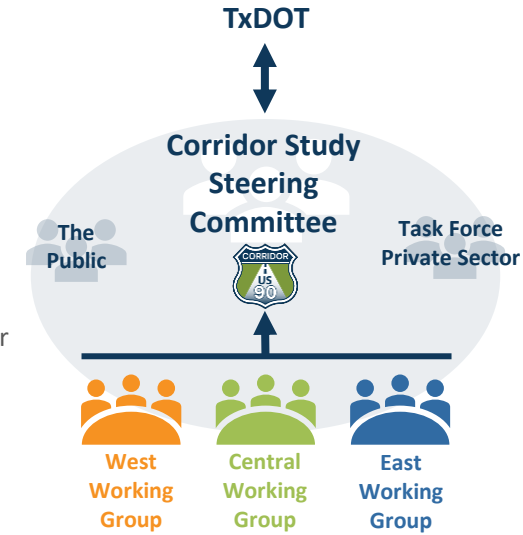 TxDOT
Corridor Study
Steering
Committee
The
Public
Task Force
Private Sector
CORRIDOR
US
90
r
West
Working
Group
Central
Working
Group
East
Working
Group